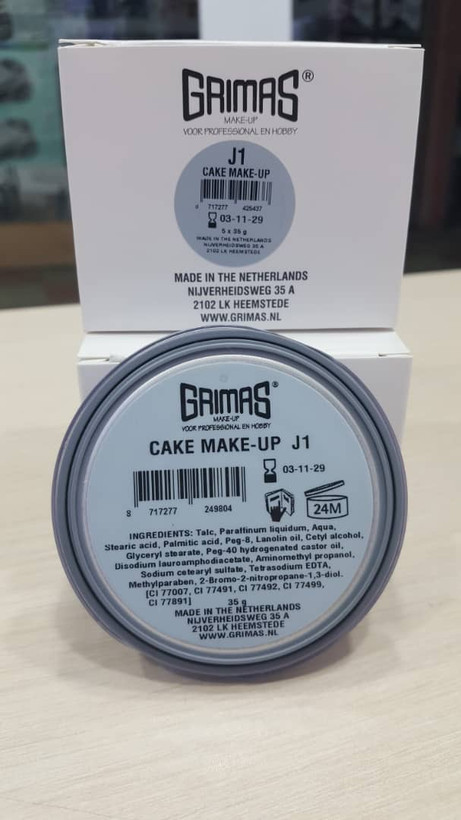 GRIMAS®
MAKE-UP
VOOR PROFESSIONAL EN HOBBY
J1
CAKE MAKE-UP
8 717277 425437
03-11-29
5 x 35 g
MADE IN THE NETHERLANDS
NIJVERHEIDSWEG 35 A
2102 LK HEEMSTEDE
MADE IN THE NETHERLANDS
NIJVERHEIDSWEG 35 A
2102 LK HEEMSTEDE
WWW.GRIMAS.NL
GRIMAS®
MAKE-UP
VOOR PROFESSIONAL EN HOBBY
CAKE MAKE-UP J1
03-11-29
8 717277 249804
24M
INGREDIENTS: Talc, Paraffinum liquidum, Aqua,
Stearic acid, Palmitic acid, Peg-8, Lanolin oil, Cetyl alcohol,
Glyceryl stearate, Peg-40 hydrogenated castor oil,
Disodium lauroamphodiacetate, Aminomethyl propanol,
Sodium cetearyl sulfate, Tetrasodium EDTA,
Methylparaben, 2-Bromo-2-nitropropane-1,3-diol.
[CI 77007, CI 77491, CI 77492, CI 77499,
CI 77891] 35 g
MADE IN THE NETHERLANDS
NIJVERHEIDSWEG 35 A
2102 LK HEEMSTEDE
WWW.GRIMAS.NL